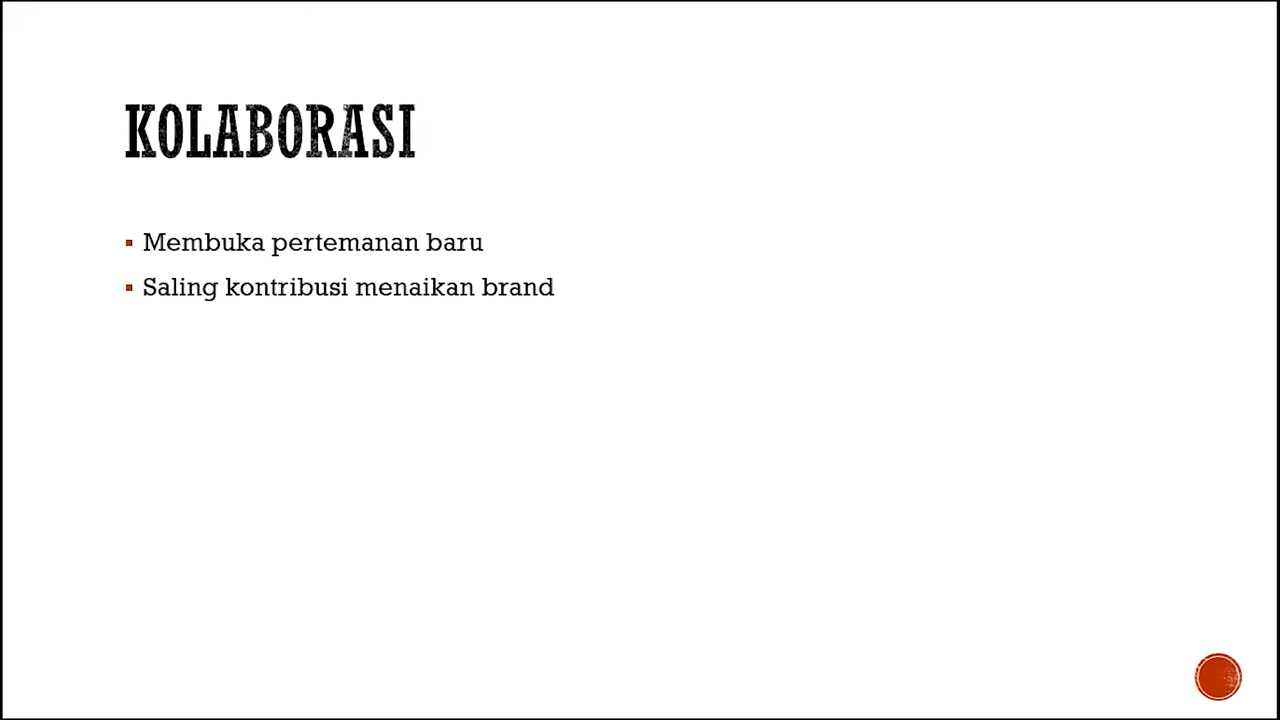 KOLABORASI
Membuka pertemanan baru
Saling kontribusi menaikan brand